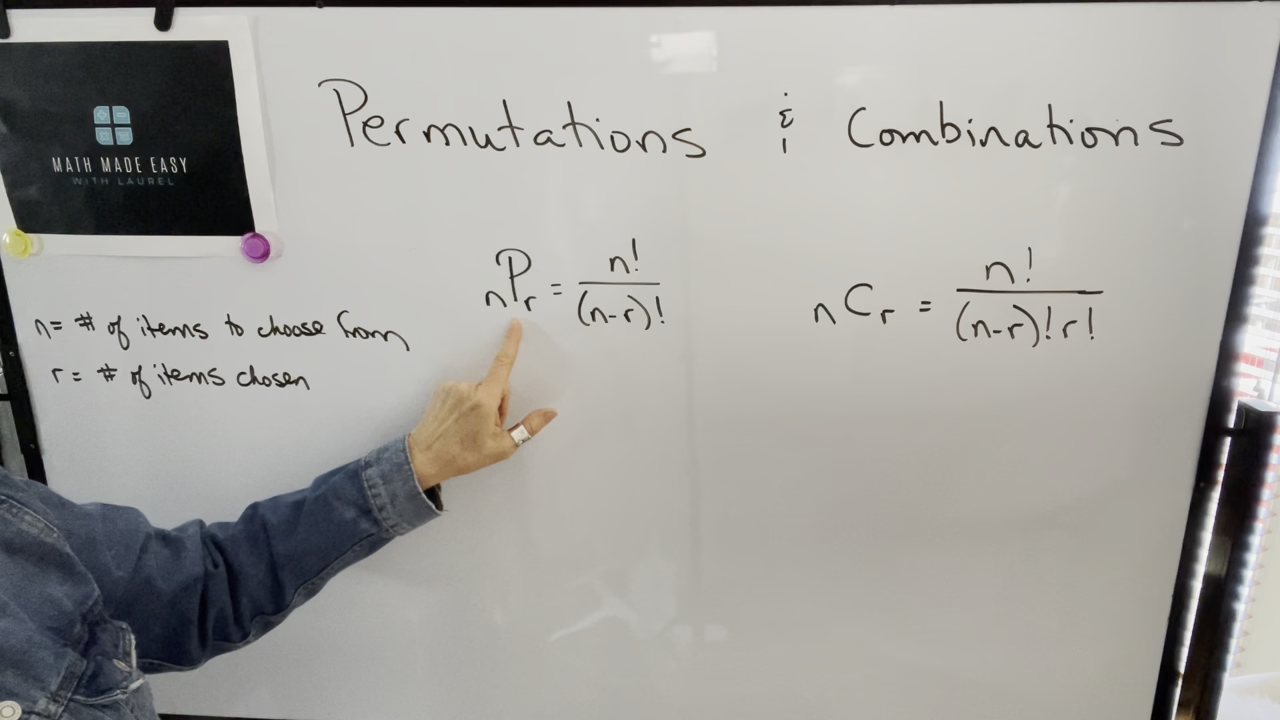 MATH MADE EASY
WITH LAUREL
Permutations & Combinations
nPr = n!/(n-r)!
nCr = n!/(n-r)!r!
n= # of items to choose from
r = # of items chosen